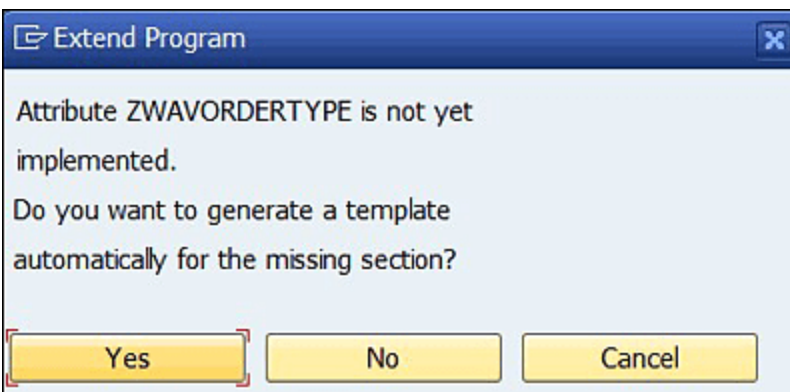 Extend Program
Attribute ZWAVORDERTYPE is not yet
implemented.
Do you want to generate a template
automatically for the missing section?
Yes No Cancel